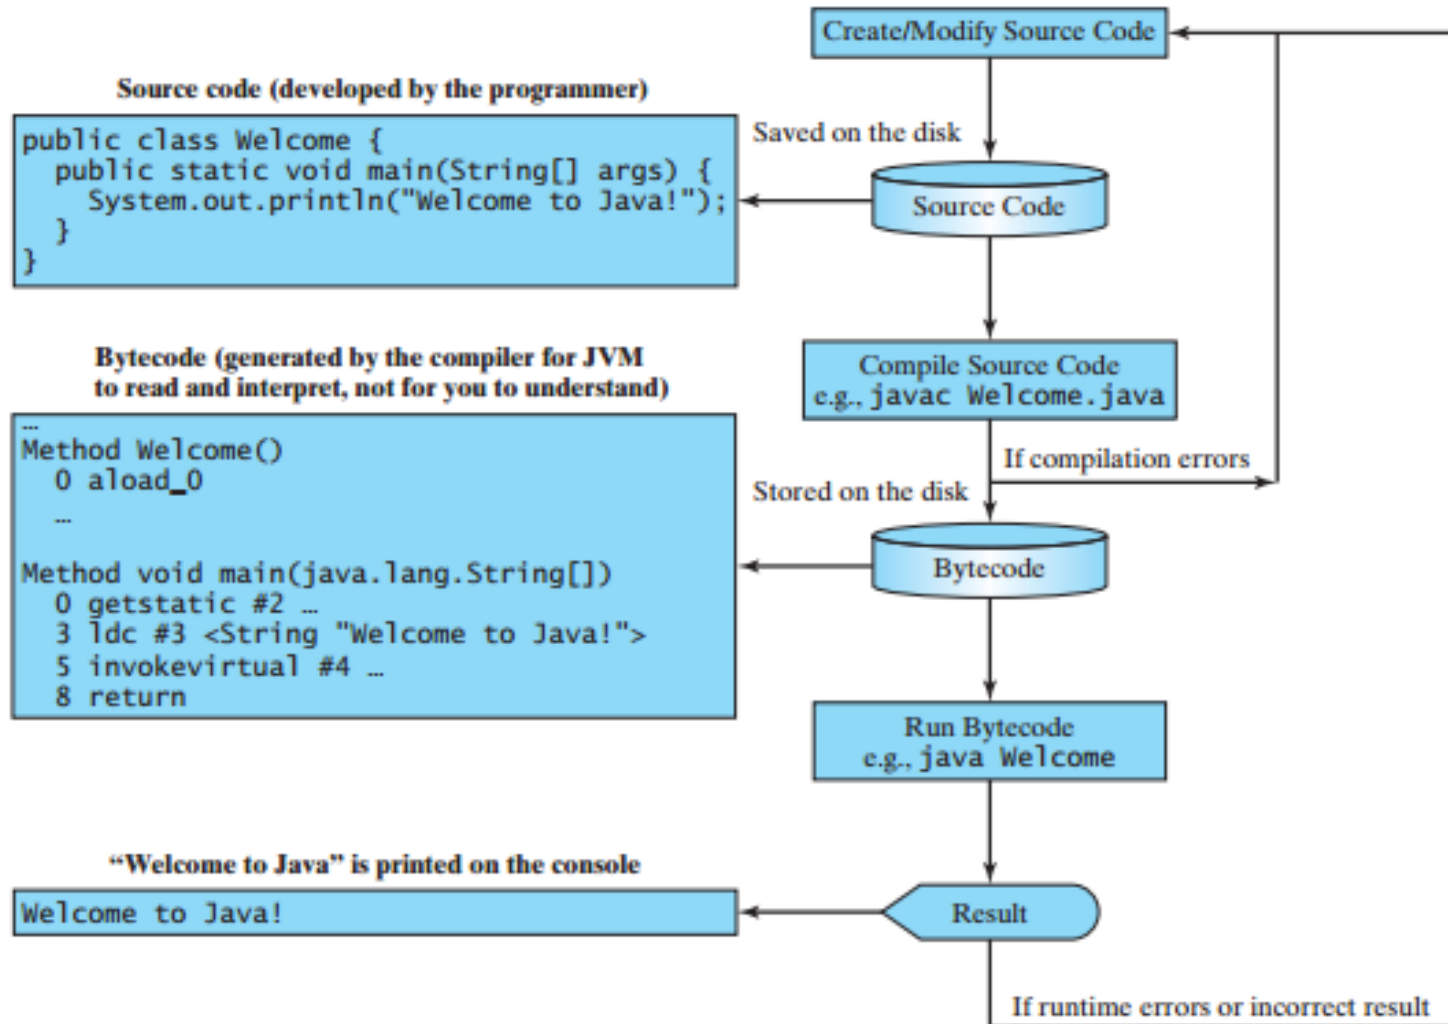 Create/Modify Source Code
Source code (developed by the programmer)
public class Welcome {
  public static void main(String[] args) {
    System.out.println("Welcome to Java!");
  }
}
Saved on the disk
Source Code
Compile Source Code
e.g., javac Welcome.java
If compilation errors
Bytecode (generated by the compiler for JVM
to read and interpret, not for you to understand)
…
Method Welcome()
  0 aload_0
  …
Method void main(java.lang.String[])
  0 getstatic #2 …
  3 ldc #3 <String "Welcome to Java!">
  5 invokevirtual #4 …
  8 return
Stored on the disk
Bytecode
Run Bytecode
e.g., java Welcome
“Welcome to Java” is printed on the console
Welcome to Java!
Result
If runtime errors or incorrect result